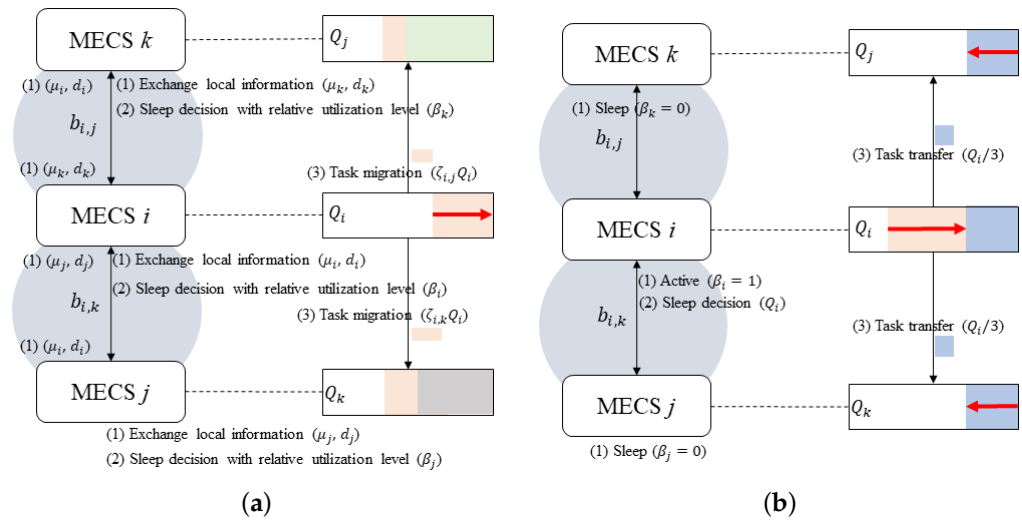 MECS k
Q_j
(1) (μ_i, d_i)
(1) Exchange local information (μ_k, d_k)
(2) Sleep decision with relative utilization level (β_k)
b_{i,j}
(1) (μ_k, d_k)
(3) Task migration (ζ_{i,j}Q_i)
MECS i
Q_i
(1) (μ_j, d_j)
(1) Exchange local information (μ_i, d_i)
(2) Sleep decision with relative utilization level (β_i)
b_{i,k}
(3) Task migration (ζ_{i,k}Q_i)
(1) (μ_i, d_i)
MECS j
Q_k
(1) Exchange local information (μ_j, d_j)
(2) Sleep decision with relative utilization level (β_j)
(a)
MECS k
Q_j
(1) Sleep (β_k = 0)
b_{i,j}
(3) Task transfer (Q_i/3)
MECS i
Q_i
(1) Active (β_i = 1)
(2) Sleep decision (Q_i)
b_{i,k}
(3) Task transfer (Q_i/3)
MECS j
Q_k
(1) Sleep (β_j = 0)
(b)